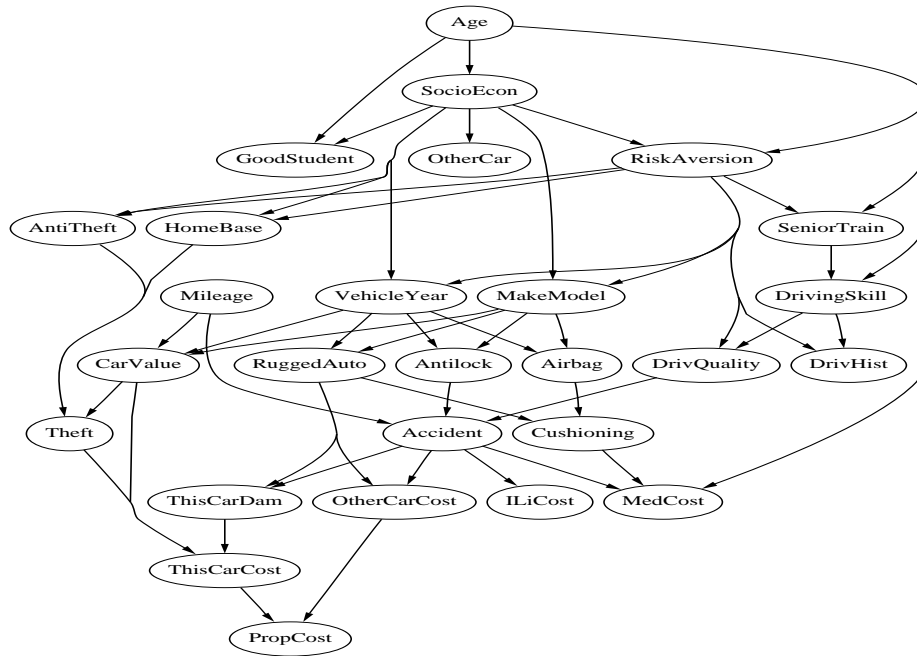 Age
SocioEcon
GoodStudent OtherCar RiskAversion
AntiTheft HomeBase SeniorTrain
Mileage VehicleYear MakeModel DrivingSkill
CarValue RuggedAuto Antilock Airbag DrivQuality DrivHist
Theft Accident Cushioning
ThisCarDam OtherCarCost ILiCost MedCost
ThisCarCost
PropCost